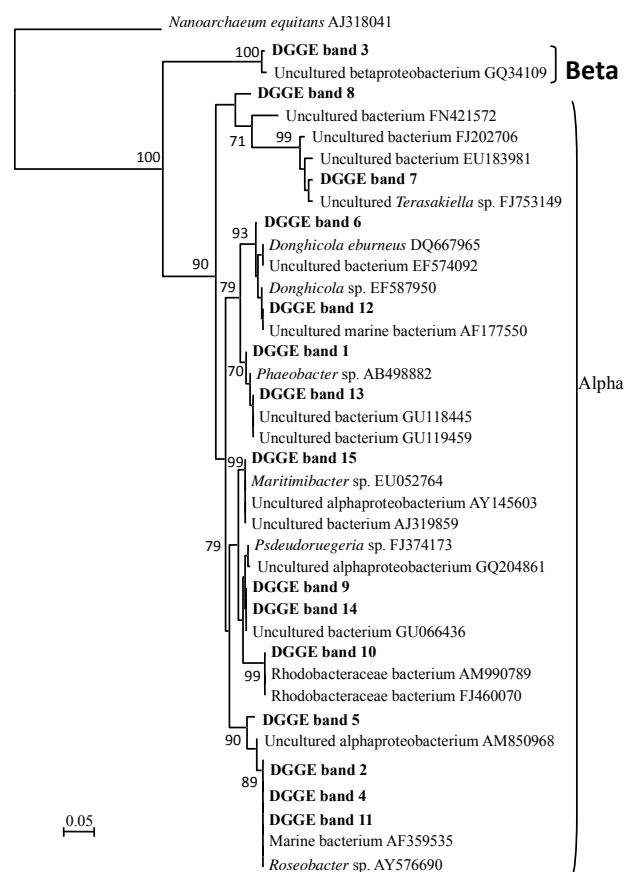 Nanoarchaeum equitans AJ318041
100
DGGE band 3
Uncultured betaproteobacterium GQ34109
Beta
DGGE band 8
Uncultured bacterium FN421572
71
99
Uncultured bacterium FJ202706
Uncultured bacterium EU183981
100
DGGE band 7
Uncultured Terasakiella sp. FJ753149
DGGE band 6
93
Donghicola eburneus DQ667965
90
Uncultured bacterium EF574092
79
Donghicola sp. EF587950
DGGE band 12
Uncultured marine bacterium AF177550
DGGE band 1
70
Phaeobacter sp. AB498882
Alpha
DGGE band 13
Uncultured bacterium GU118445
Uncultured bacterium GU119459
99
DGGE band 15
Maritimibacter sp. EU052764
Uncultured alphaproteobacterium AY145603
Uncultured bacterium AJ319859
79
Psdeudoruegeria sp. FJ374173
Uncultured alphaproteobacterium GQ204861
DGGE band 9
DGGE band 14
Uncultured bacterium GU066436
DGGE band 10
99
Rhodobacteraceae bacterium AM990789
Rhodobacteraceae bacterium FJ460070
DGGE band 5
90
Uncultured alphaproteobacterium AM850968
DGGE band 2
89
DGGE band 4
DGGE band 11
0.05
Marine bacterium AF359535
Roseobacter sp. AY576690